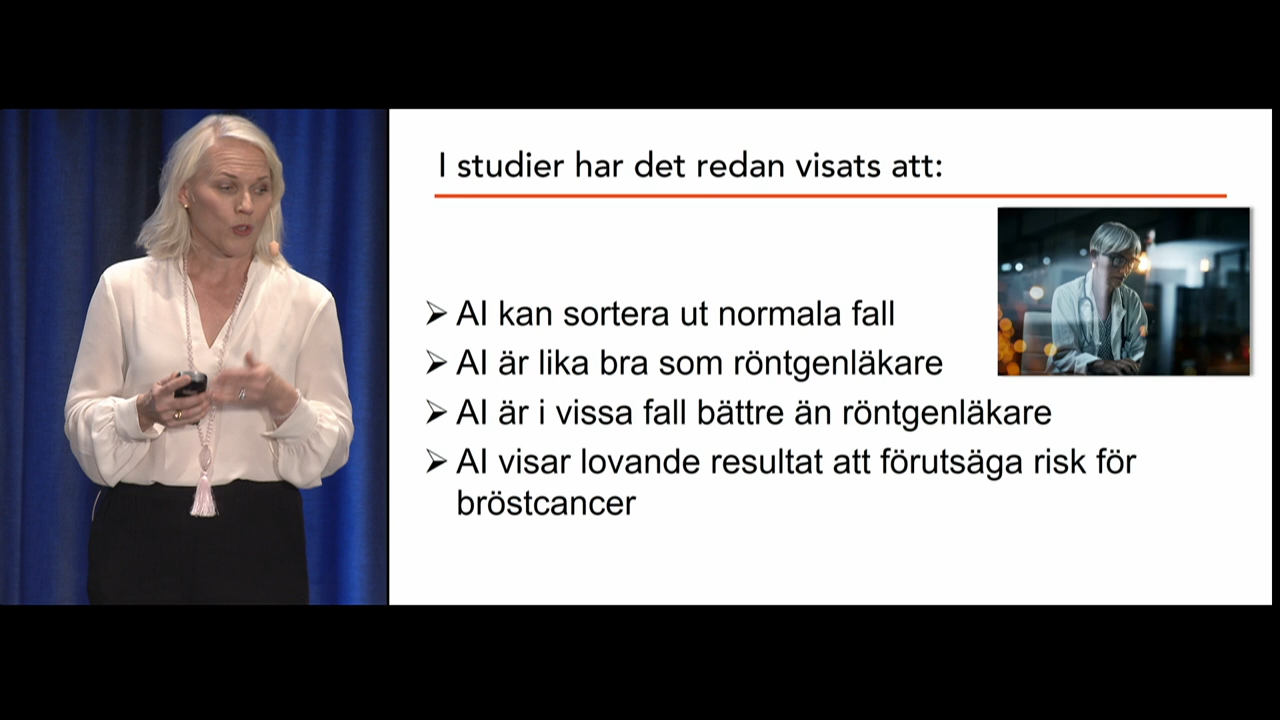 I studier har det redan visats att:
AI kan sortera ut normala fall
AI är lika bra som röntgenläkare
AI är i vissa fall bättre än röntgenläkare
AI visar lovande resultat att förutsäga risk för
bröstcancer